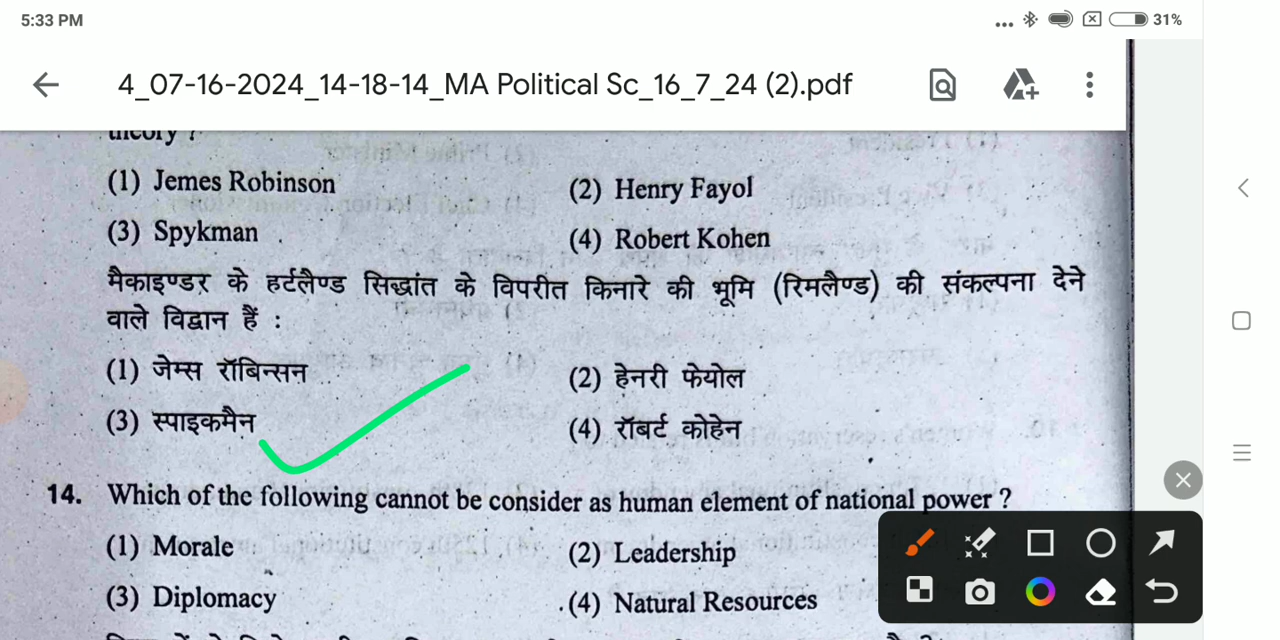 5:33 PM
31%
4_07-16-2024_14-18-14_MA Political Sc_16_7_24 (2).pdf
theory ?
(1) Jemes Robinson
(2) Henry Fayol
(3) Spykman
(4) Robert Kohen
मैकाइण्डर के हर्टलैण्ड सिद्धांत के विपरीत किनारे की भूमि (रिमलैण्ड) की संकल्पना देने
वाले विद्वान हैं :
(1) जेम्स रॉबिन्सन
(2) हेनरी फेयोल
(3) स्पाइकमैन
(4) रॉबर्ट कोहेन
14. Which of the following cannot be consider as human element of national power ?
(1) Morale
(2) Leadership
(3) Diplomacy
(4) Natural Resources